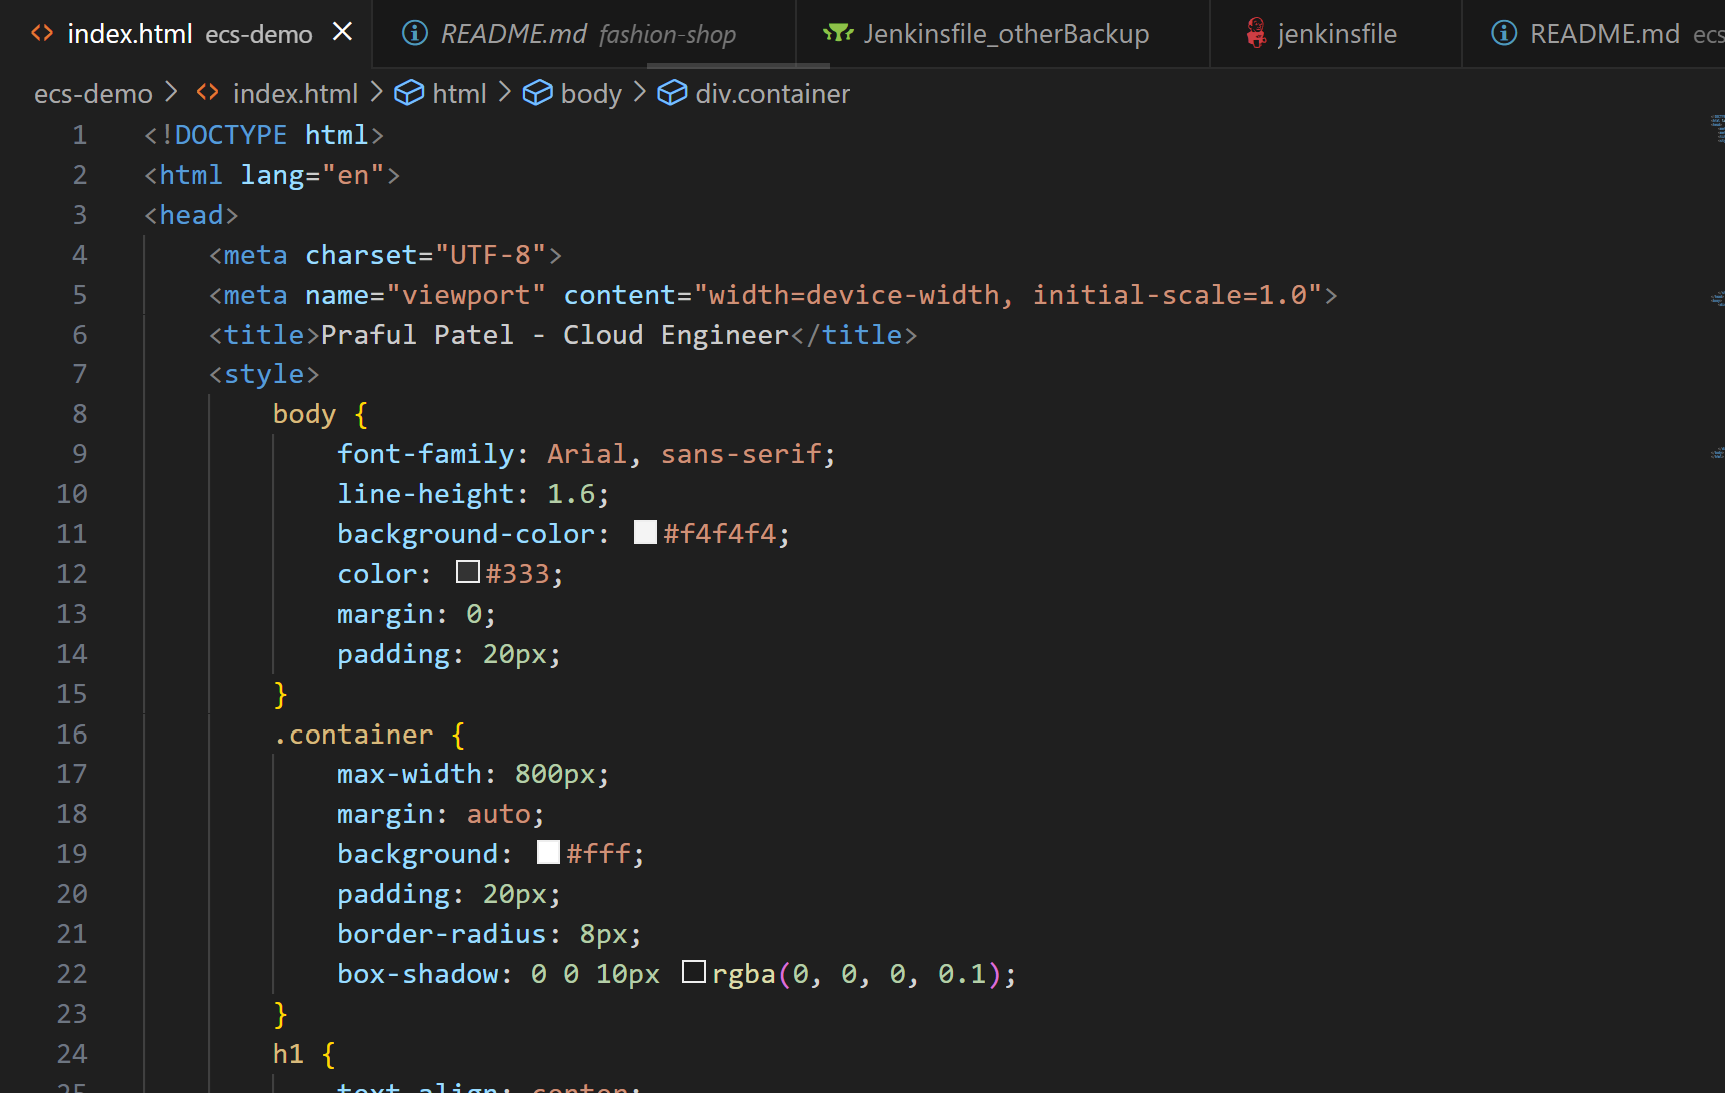 index.html ecs-demo README.md fashion-shop Jenkinsfile_otherBackup jenkinsfile README.md ecs
ecs-demo > index.html > html > body > div.container
1 <!DOCTYPE html>
2 <html lang="en">
3 <head>
4 <meta charset="UTF-8">
5 <meta name="viewport" content="width=device-width, initial-scale=1.0">
6 <title>Praful Patel - Cloud Engineer</title>
7 <style>
8 body {
9 font-family: Arial, sans-serif;
10 line-height: 1.6;
11 background-color: #f4f4f4;
12 color: #333;
13 margin: 0;
14 padding: 20px;
15 }
16 .container {
17 max-width: 800px;
18 margin: auto;
19 background: #fff;
20 padding: 20px;
21 border-radius: 8px;
22 box-shadow: 0 0 10px rgba(0, 0, 0, 0.1);
23 }
24 h1 {
25 text-align: center;